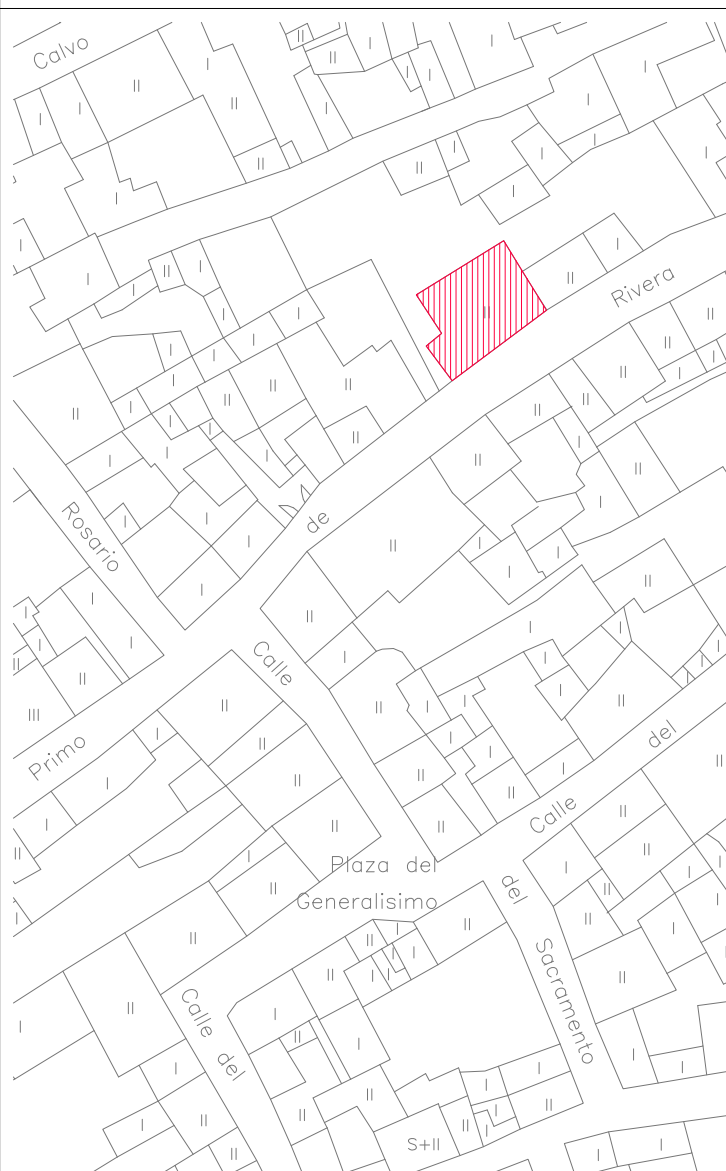 Calvo
Rivera
de
Rosario
Calle
Primo
del
Calle
Plaza del
Generalisimo
del
Sacramento
Calle del
S+II